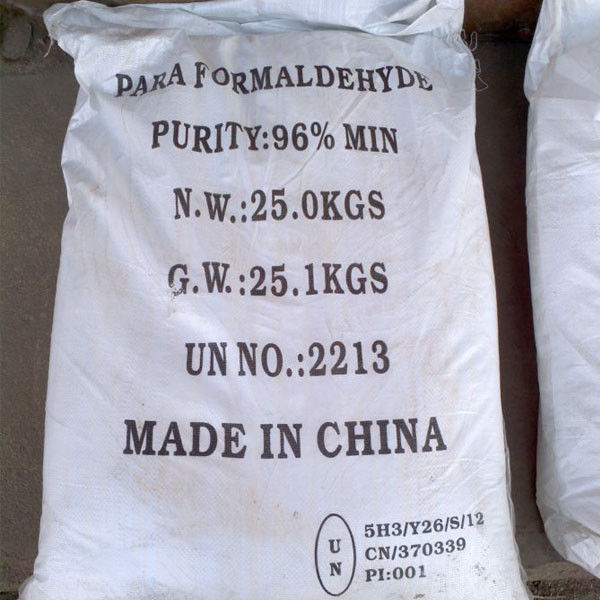 PARA FORMALDEHYDE
PURITY:96% MIN
N.W.:25.0KGS
G.W.:25.1KGS
UN NO.:2213
MADE IN CHINA
UN
5H3/Y26/S/12
CN/370339
PI:001